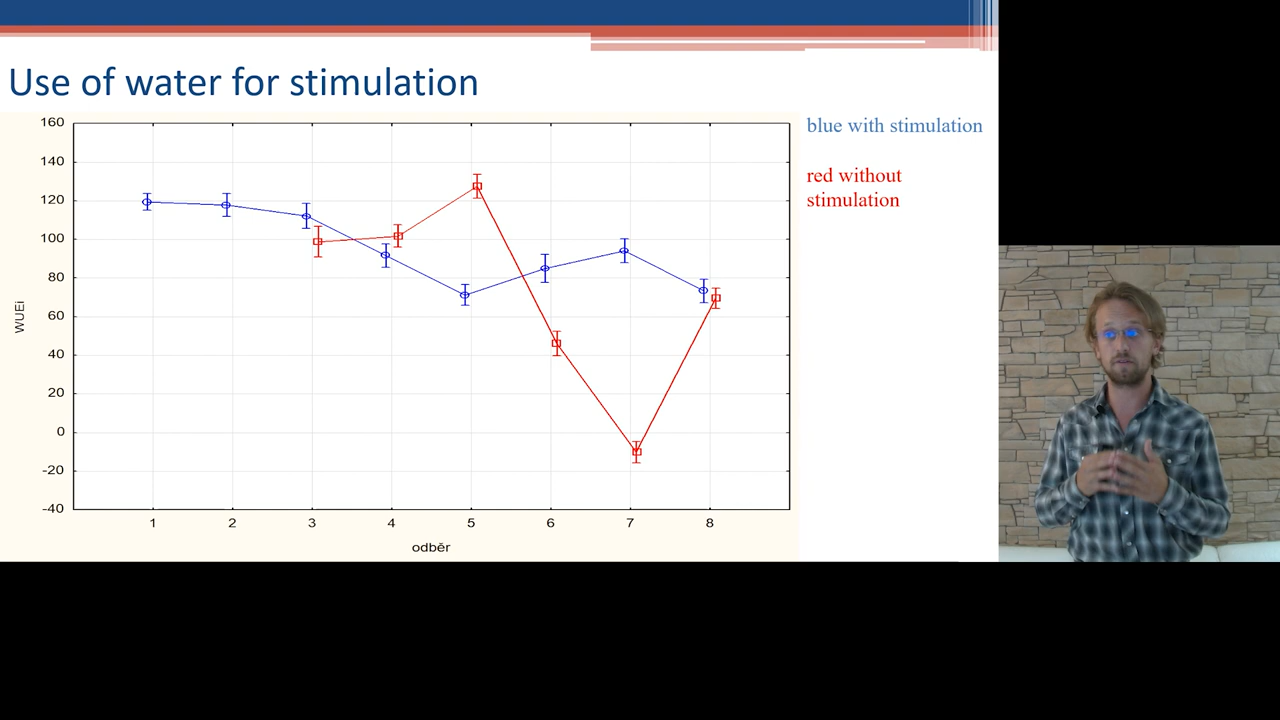 Use of water for stimulation
blue with stimulation
red without
stimulation
160
140
120
100
80
60
40
20
0
-20
-40
WUEi
1 2 3 4 5 6 7 8
odběr